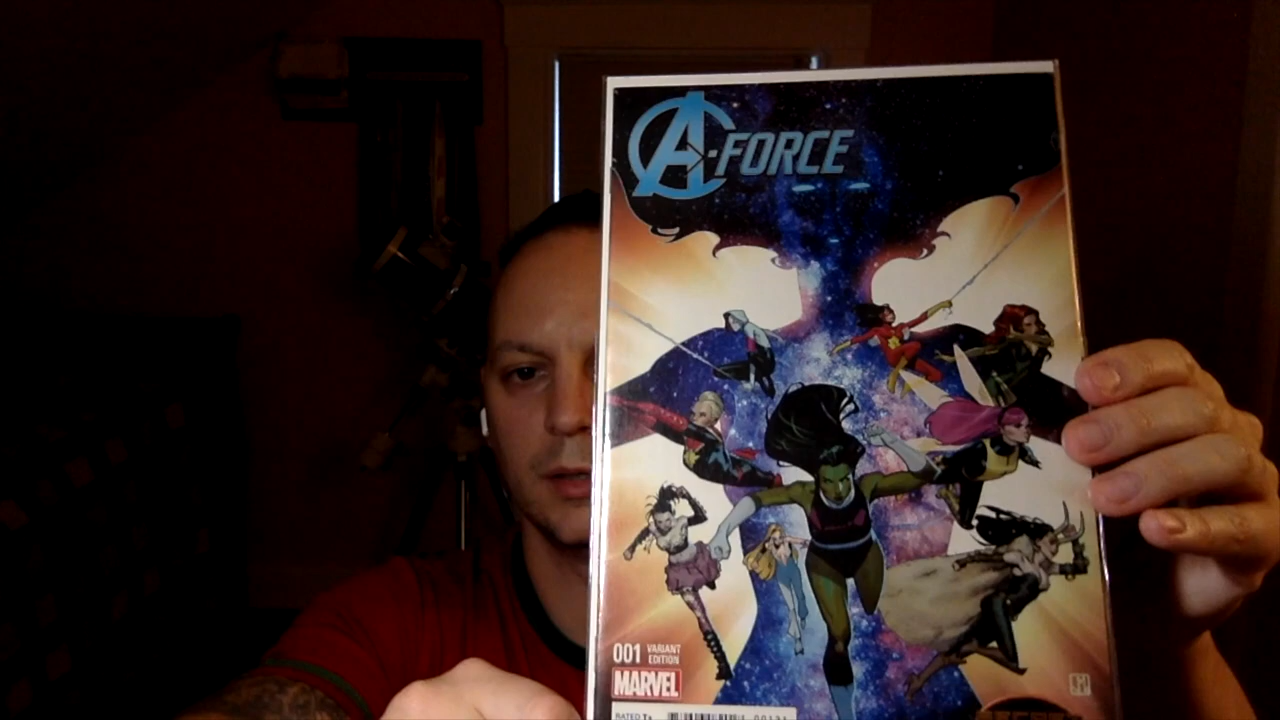 A-FORCE
001 VARIANT
EDITION
MARVEL
RATED T+